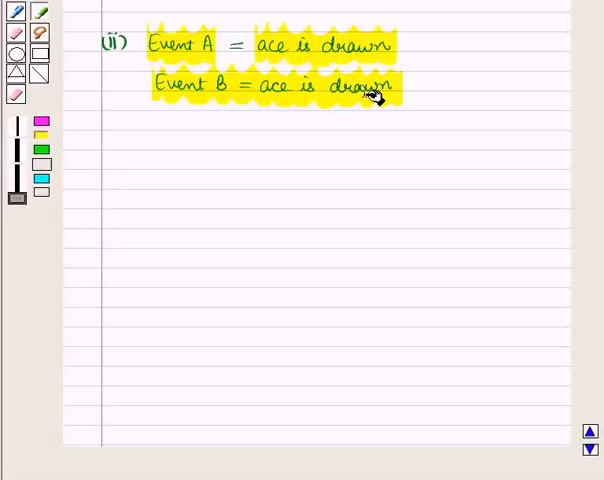 (ii) Event A = ace is drawn
Event B = ace is drawn